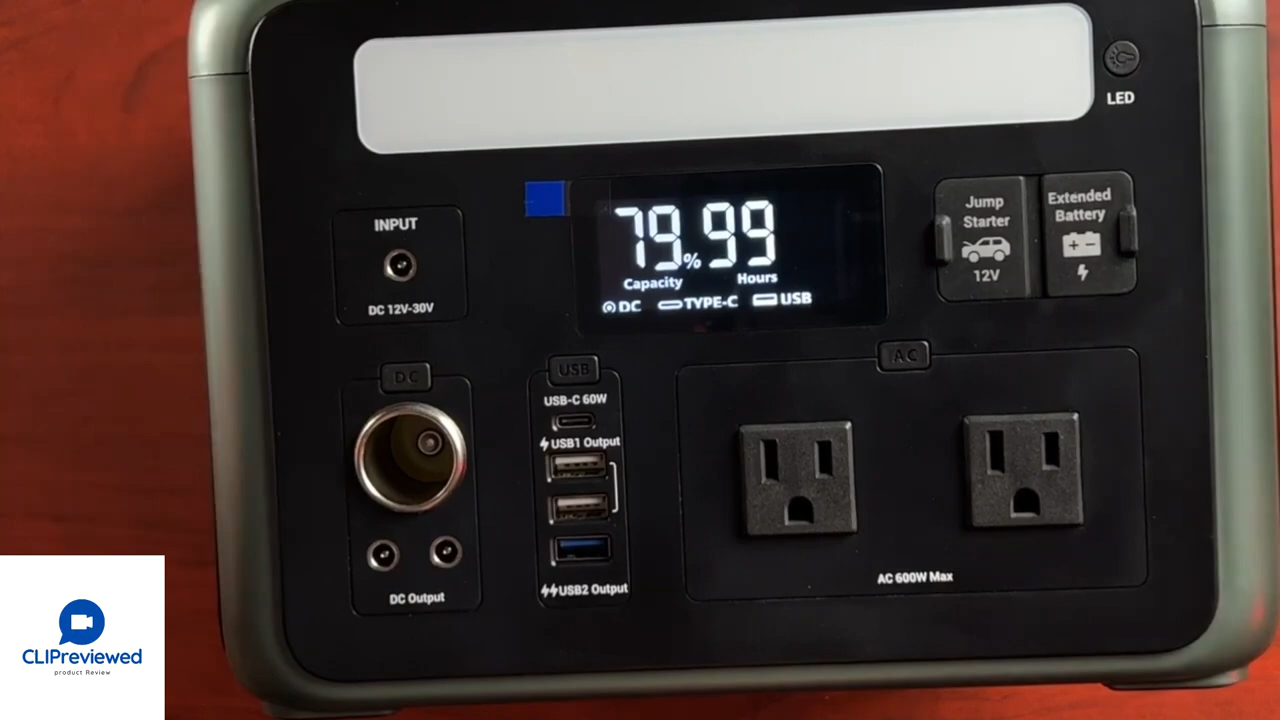 LED
79% 99
Capacity Hours
DC TYPE-C USB
Jump
Starter
12V
Extended
Battery
INPUT
DC 12V-30V
DC
DC Output
USB
USB-C 60W
USB1 Output
USB2 Output
AC
AC 600W Max
CLIPreviewed
product Review